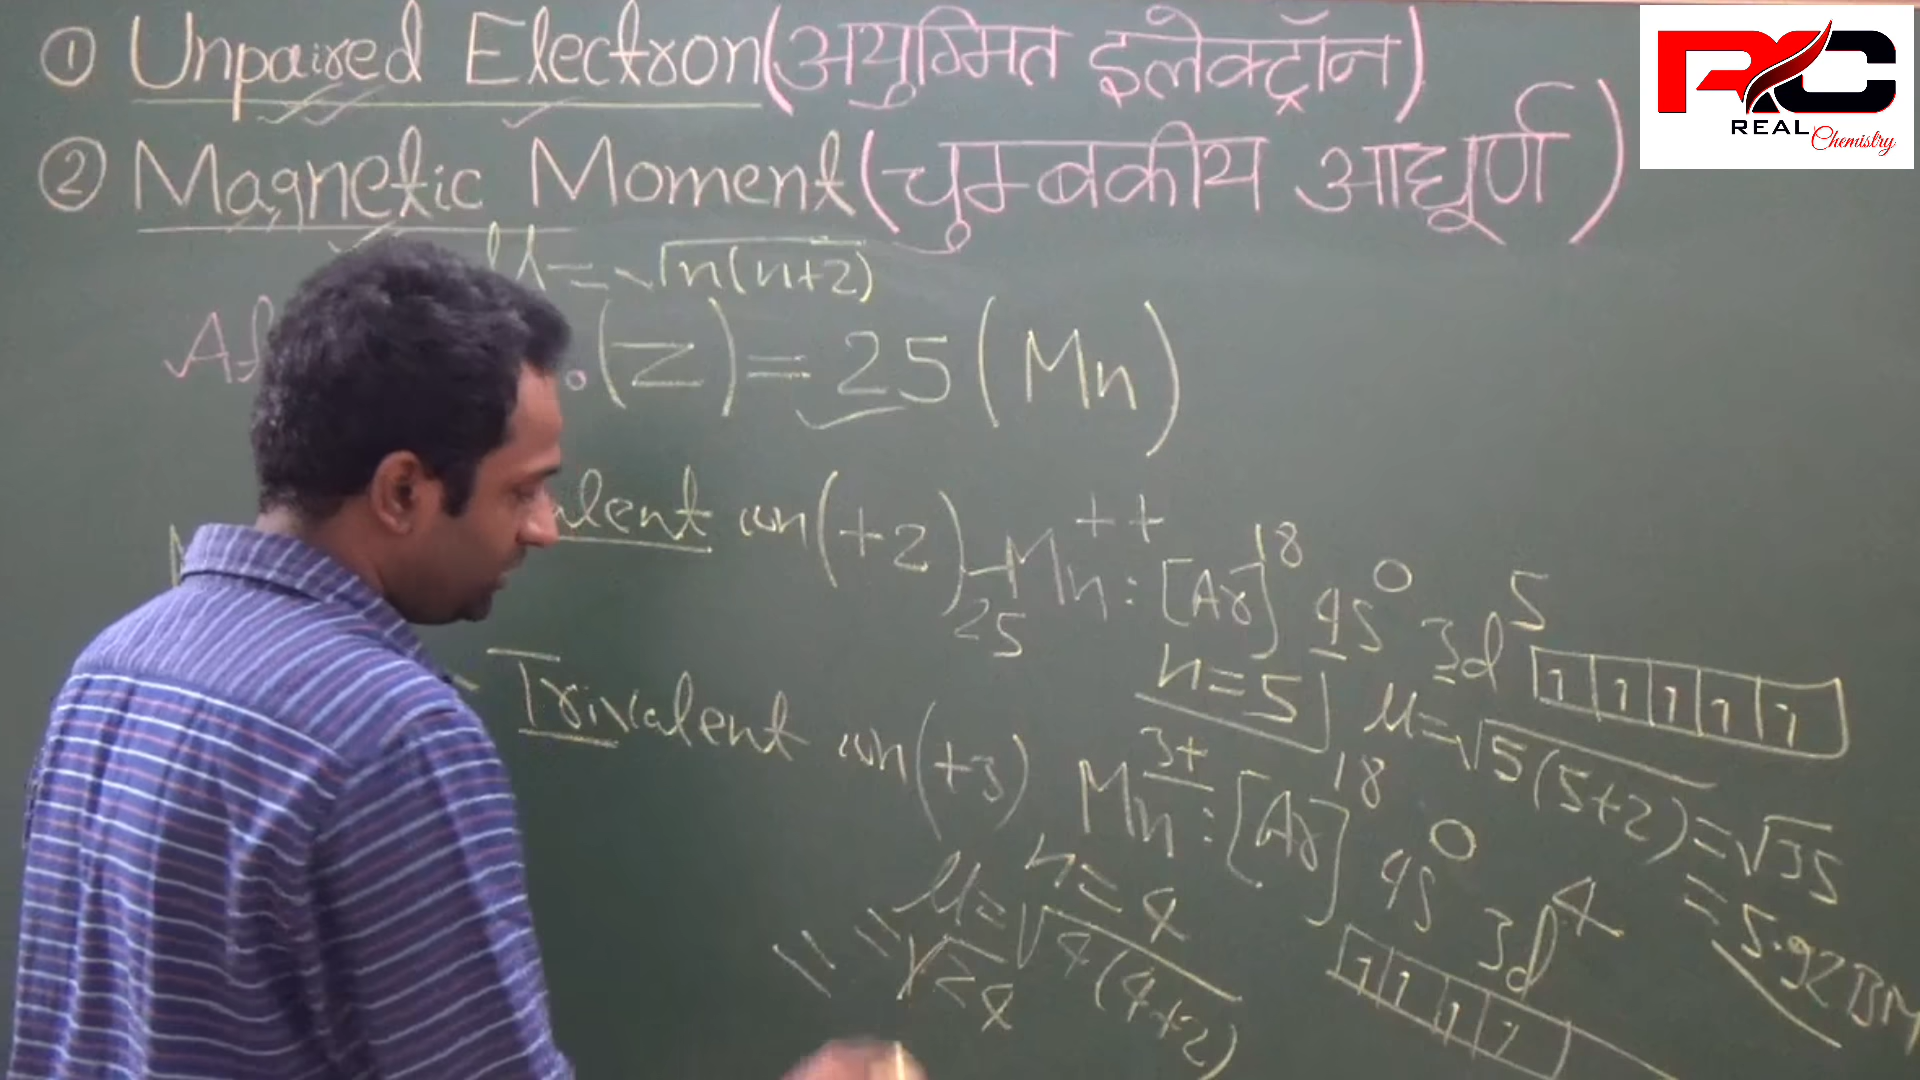 ① Unpaired Electron (अयुग्मित इलेक्ट्रॉन)
② Magnetic Moment (चुम्बकीय आघूर्ण)
μ = √n(n+2)
(Z) = 25 (Mn)
ion (+2) 25Mn++ : [Ar]18 4s0 3d5
n=5 μ=√5(5+2) = √35
= 5.92 BM
Trivalent ion (+3) Mn3+ : [Ar]18 4s0 3d4
n=4
μ=√4(4+2)
= √24
=
RC
REAL Chemistry